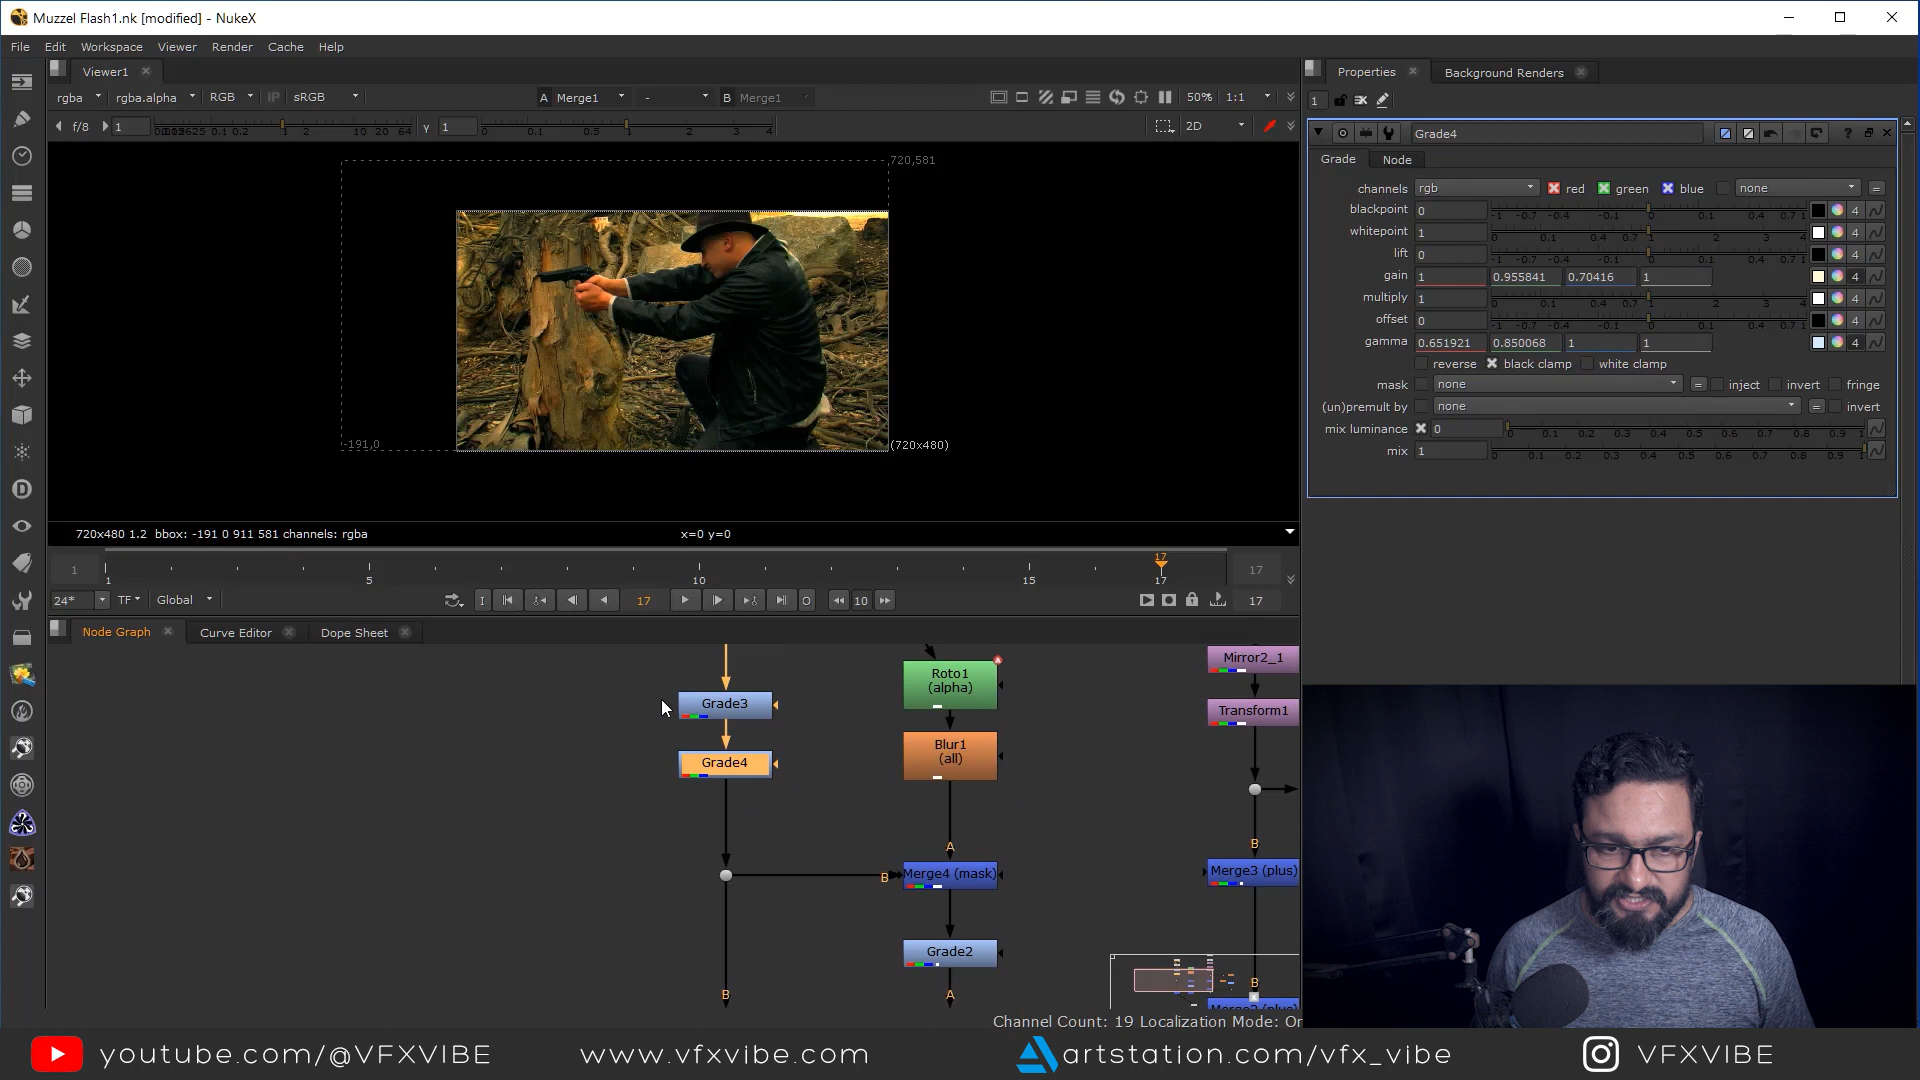 Muzzel Flash1.nk [modified] - NukeX
File Edit Workspace Viewer Render Cache Help
Viewer1
Properties Background Renders
rgba rgba.alpha RGB IP sRGB A Merge1 - B Merge1 50% 1:1
1
f/8 1 γ 1 2D
Grade4
Grade Node
channels rgb red green blue none =
blackpoint 0
whitepoint 1
lift 0
gain 1 0.955841 0.70416 1
multiply 1
offset 0
gamma 0.651921 0.850068 1 1
reverse black clamp white clamp
mask none = inject invert fringe
(un)premult by none = invert
mix luminance 0
mix 1
720,581
-191,0
(720x480)
720x480 1.2 bbox: -191 0 911 581 channels: rgba x=0 y=0
1 1 5 10 15 17 17 17
24* TF Global 17 10 17
Node Graph Curve Editor Dope Sheet
Grade3
Grade4
B
Roto1
(alpha)
Blur1
(all)
A
B Merge4 (mask)
Grade2
A
Mirror2_1
Transform1
B
Merge3 (plus)
B
Channel Count: 19 Localization Mode: On
youtube.com/@VFXVIBE www.vfxvibe.com artstation.com/vfx_vibe VFXVIBE